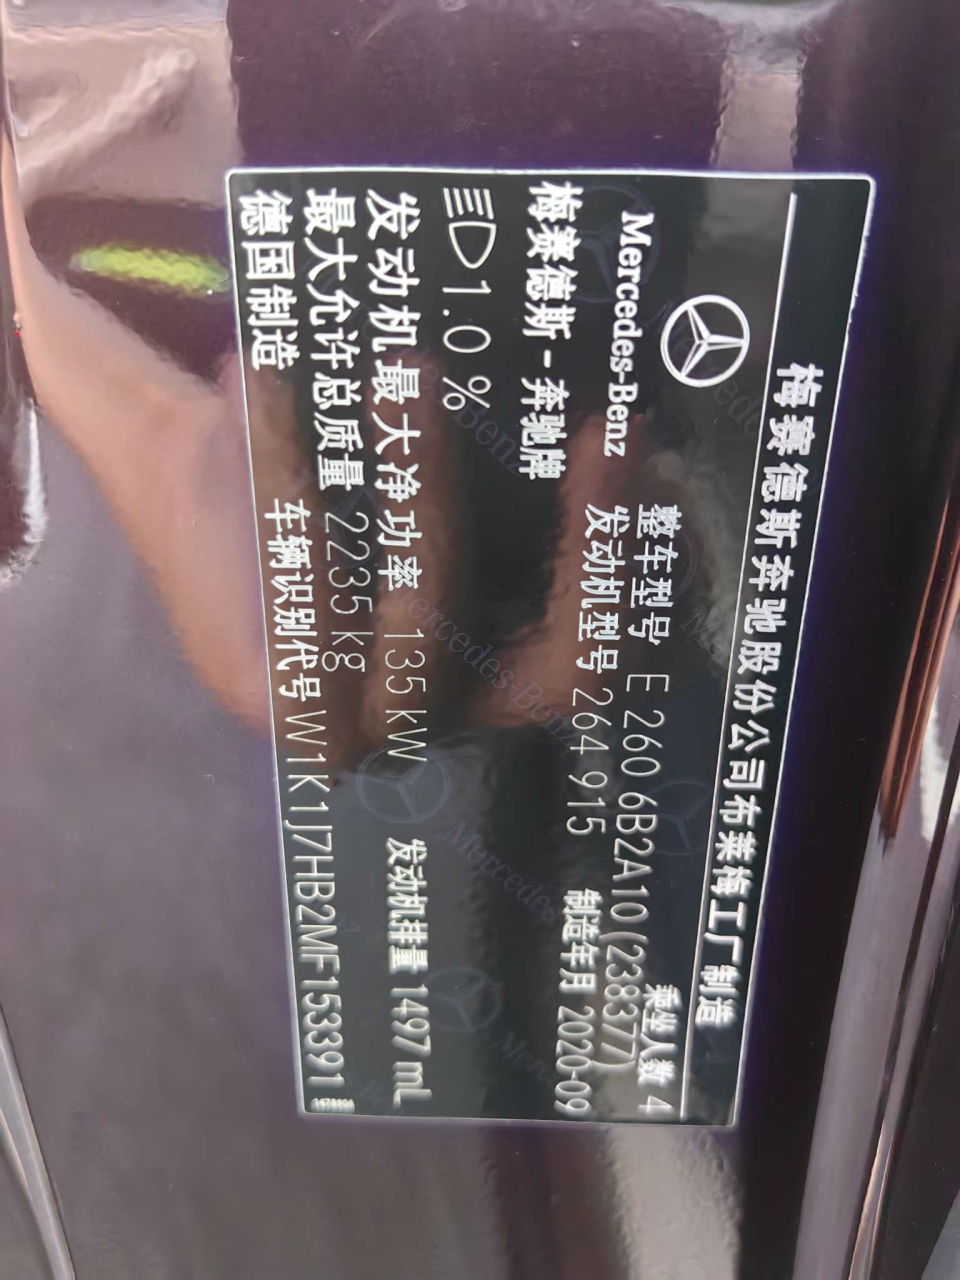 梅赛德斯奔驰股份公司布莱梅工厂制造
Mercedes-Benz
乘坐人数 4
整车型号 E 260 6B2A10(238377)
梅赛德斯-奔驰牌
发动机型号 264 915
制造年月 2020-09
1.0 %
发动机最大净功率 135 kW
发动机排量 1497 mL
最大允许总质量 2235 kg
德国制造
车辆识别代号 W1K1J7HB2MF153391